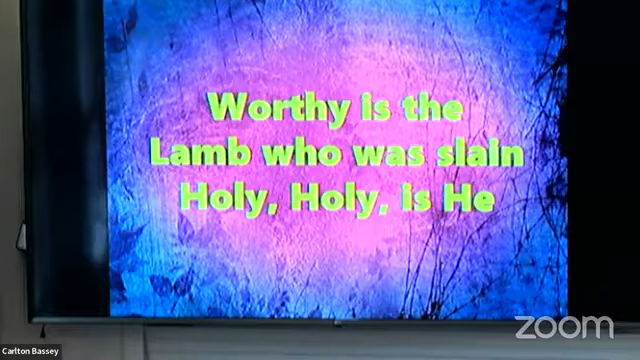 Worthy is the
Lamb who was slain
Holy, Holy, is He
zoom
Carlton Bassey